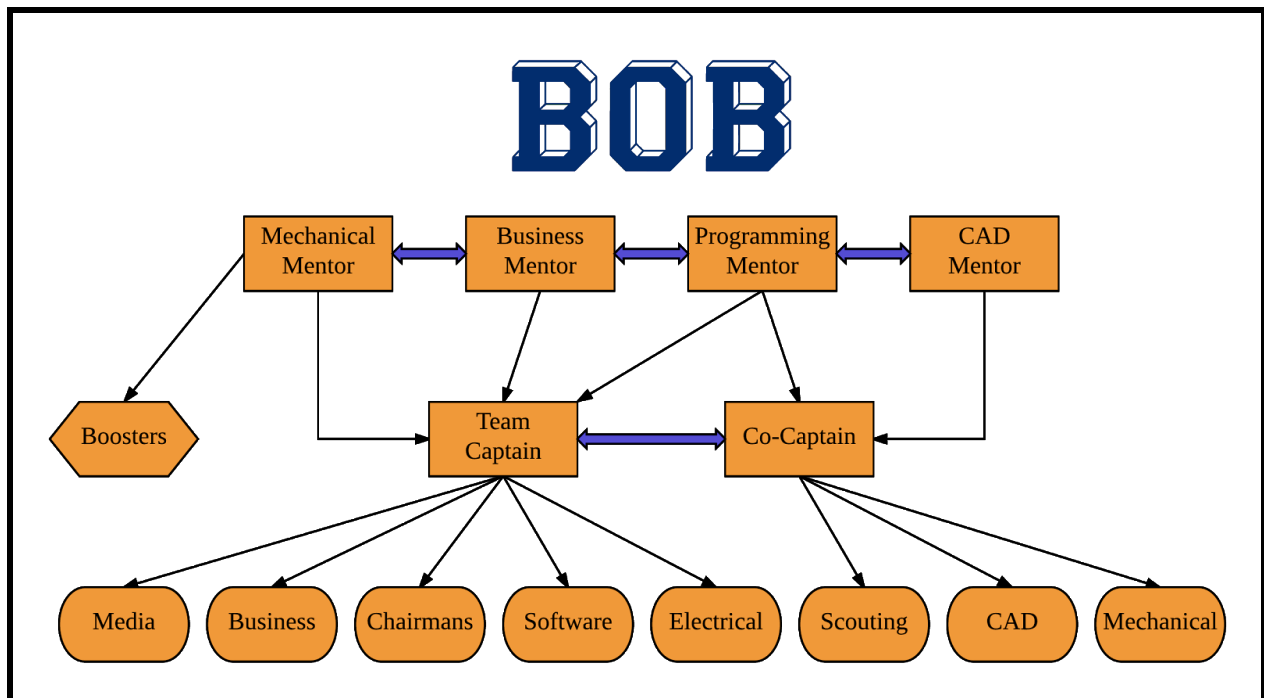 BOB
Mechanical
Mentor
Business
Mentor
Programming
Mentor
CAD
Mentor
Boosters
Team
Captain
Co-Captain
Media
Business
Chairmans
Software
Electrical
Scouting
CAD
Mechanical